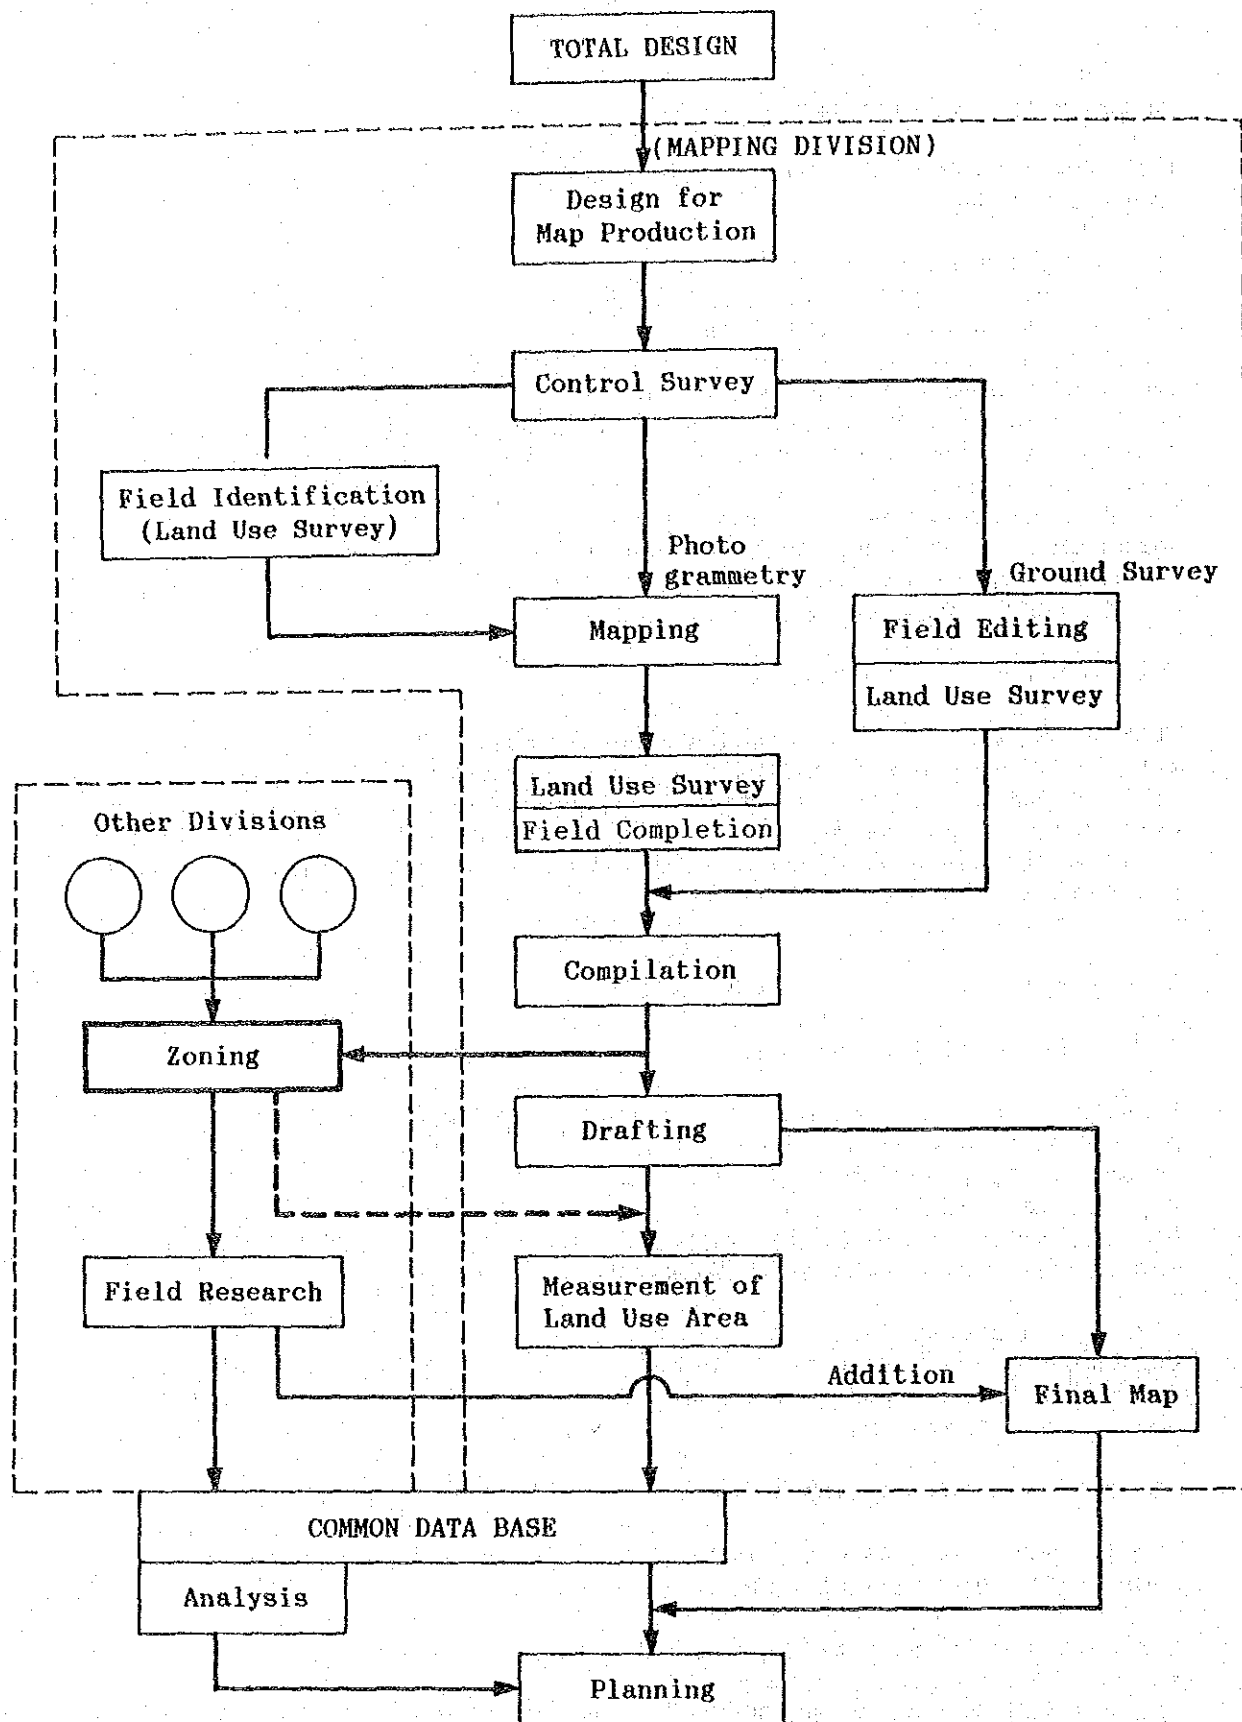 TOTAL DESIGN
(MAPPING DIVISION)
Design for
Map Production
Control Survey
Field Identification
(Land Use Survey)
Photo
grammetry
Ground Survey
Mapping
Field Editing
Land Use Survey
Land Use Survey
Field Completion
Other Divisions
Compilation
Zoning
Drafting
Field Research
Measurement of
Land Use Area
Addition
Final Map
COMMON DATA BASE
Analysis
Planning